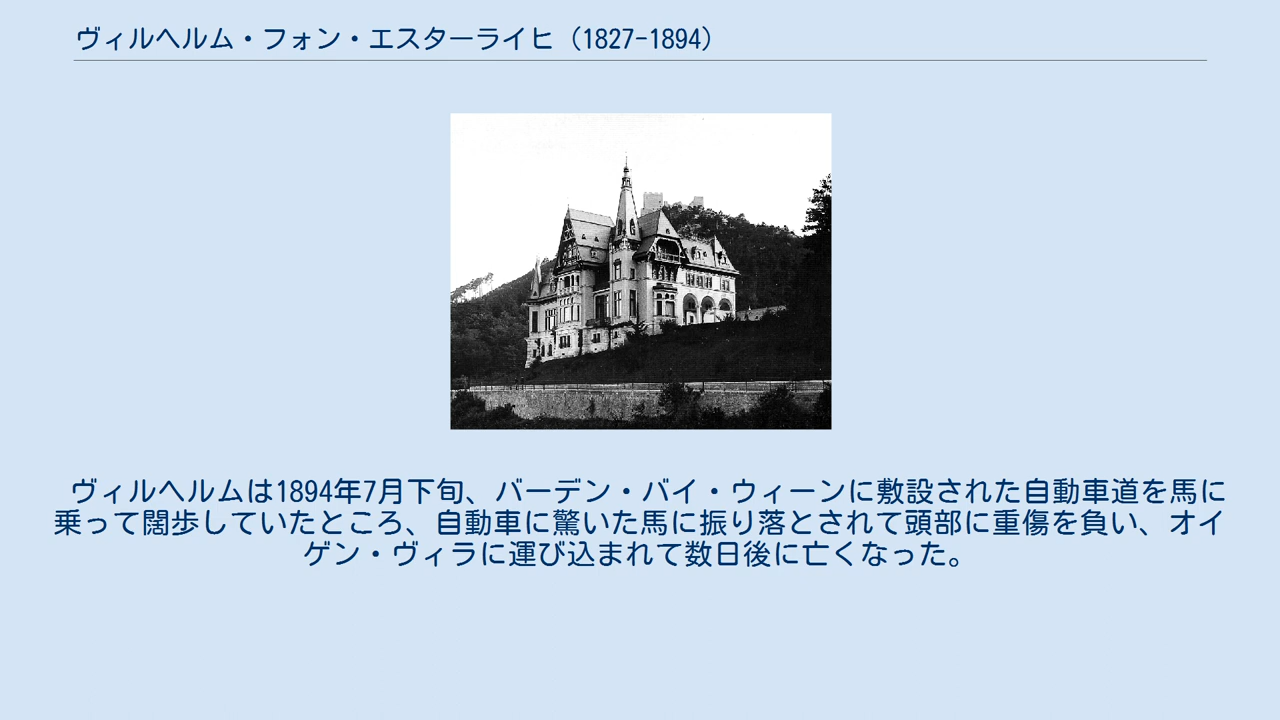 ヴィルヘルム・フォン・エスターライヒ（1827-1894）
ヴィルヘルムは1894年7月下旬、バーデン・バイ・ウィーンに敷設された自動車道を馬に
乗って闊歩していたところ、自動車に驚いた馬に振り落とされて頭部に重傷を負い、オイ
ゲン・ヴィラに運び込まれて数日後に亡くなった。